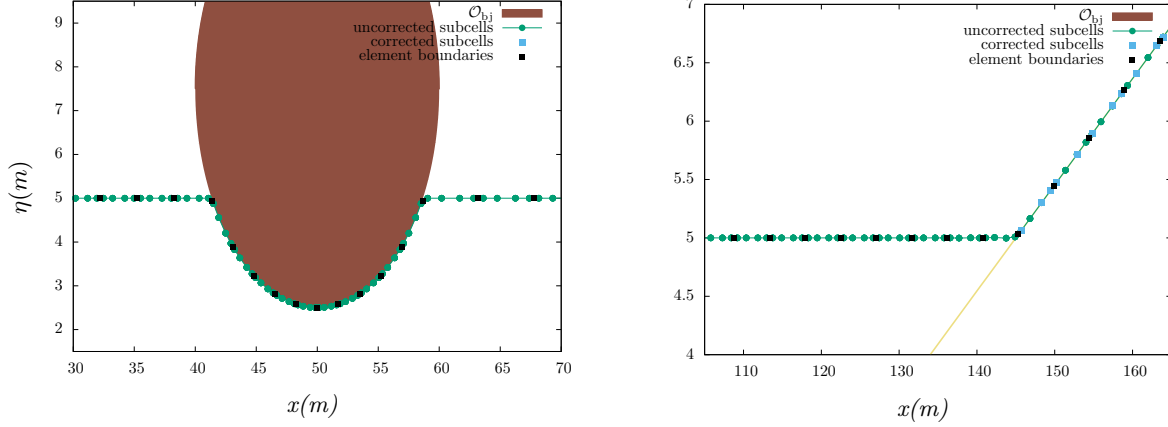 𝒪bj
uncorrected subcells
corrected subcells
element boundaries
9
8
7
6
5
4
3
2
η(m)
30 35 40 45 50 55 60 65 70
x(m)
𝒪bj
uncorrected subcells
corrected subcells
element boundaries
7
6.5
6
5.5
5
4.5
4
110 120 130 140 150 160
x(m)